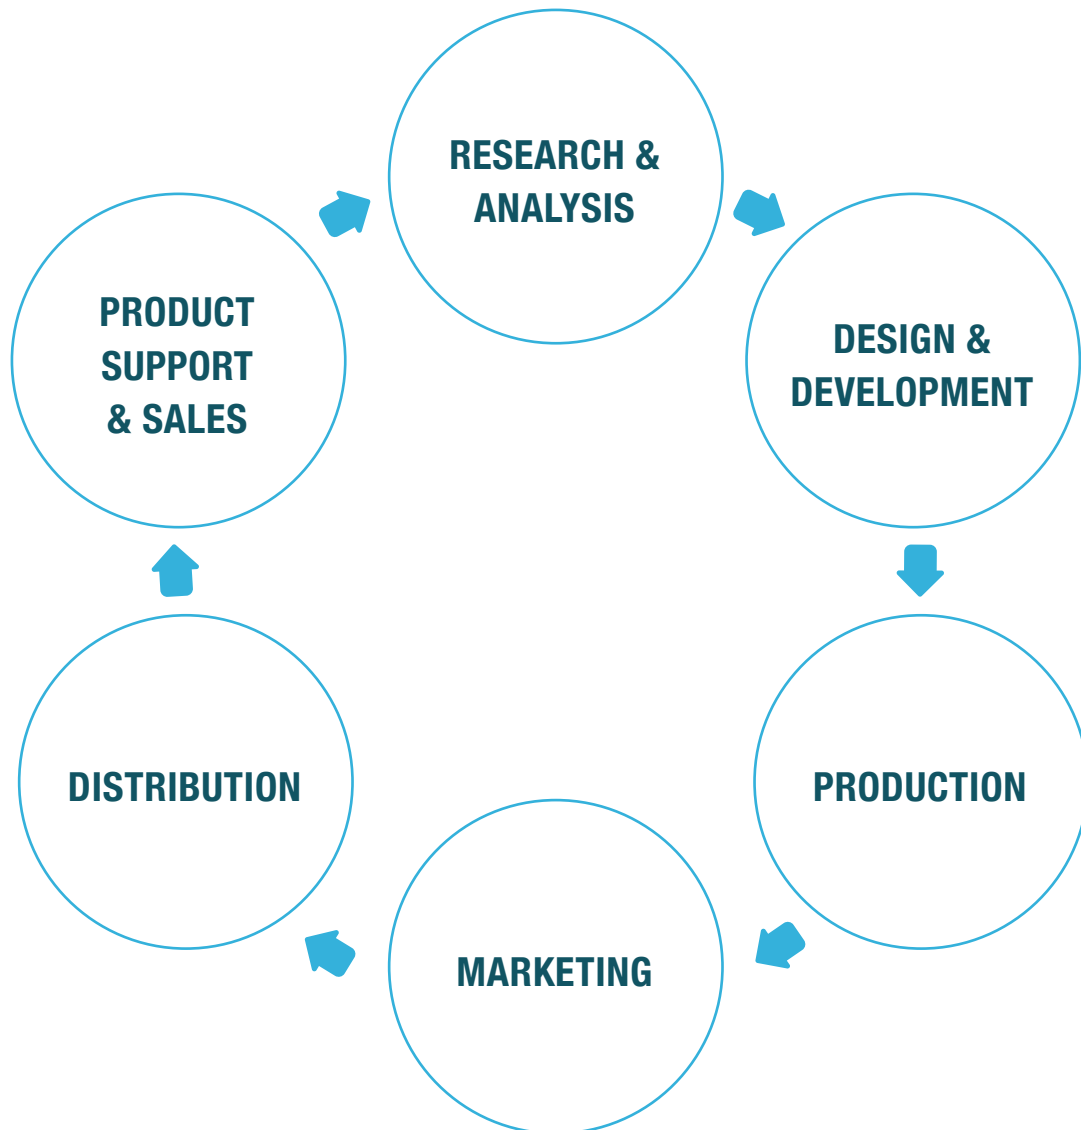 RESEARCH &
ANALYSIS
DESIGN &
DEVELOPMENT
PRODUCTION
MARKETING
DISTRIBUTION
PRODUCT
SUPPORT
& SALES